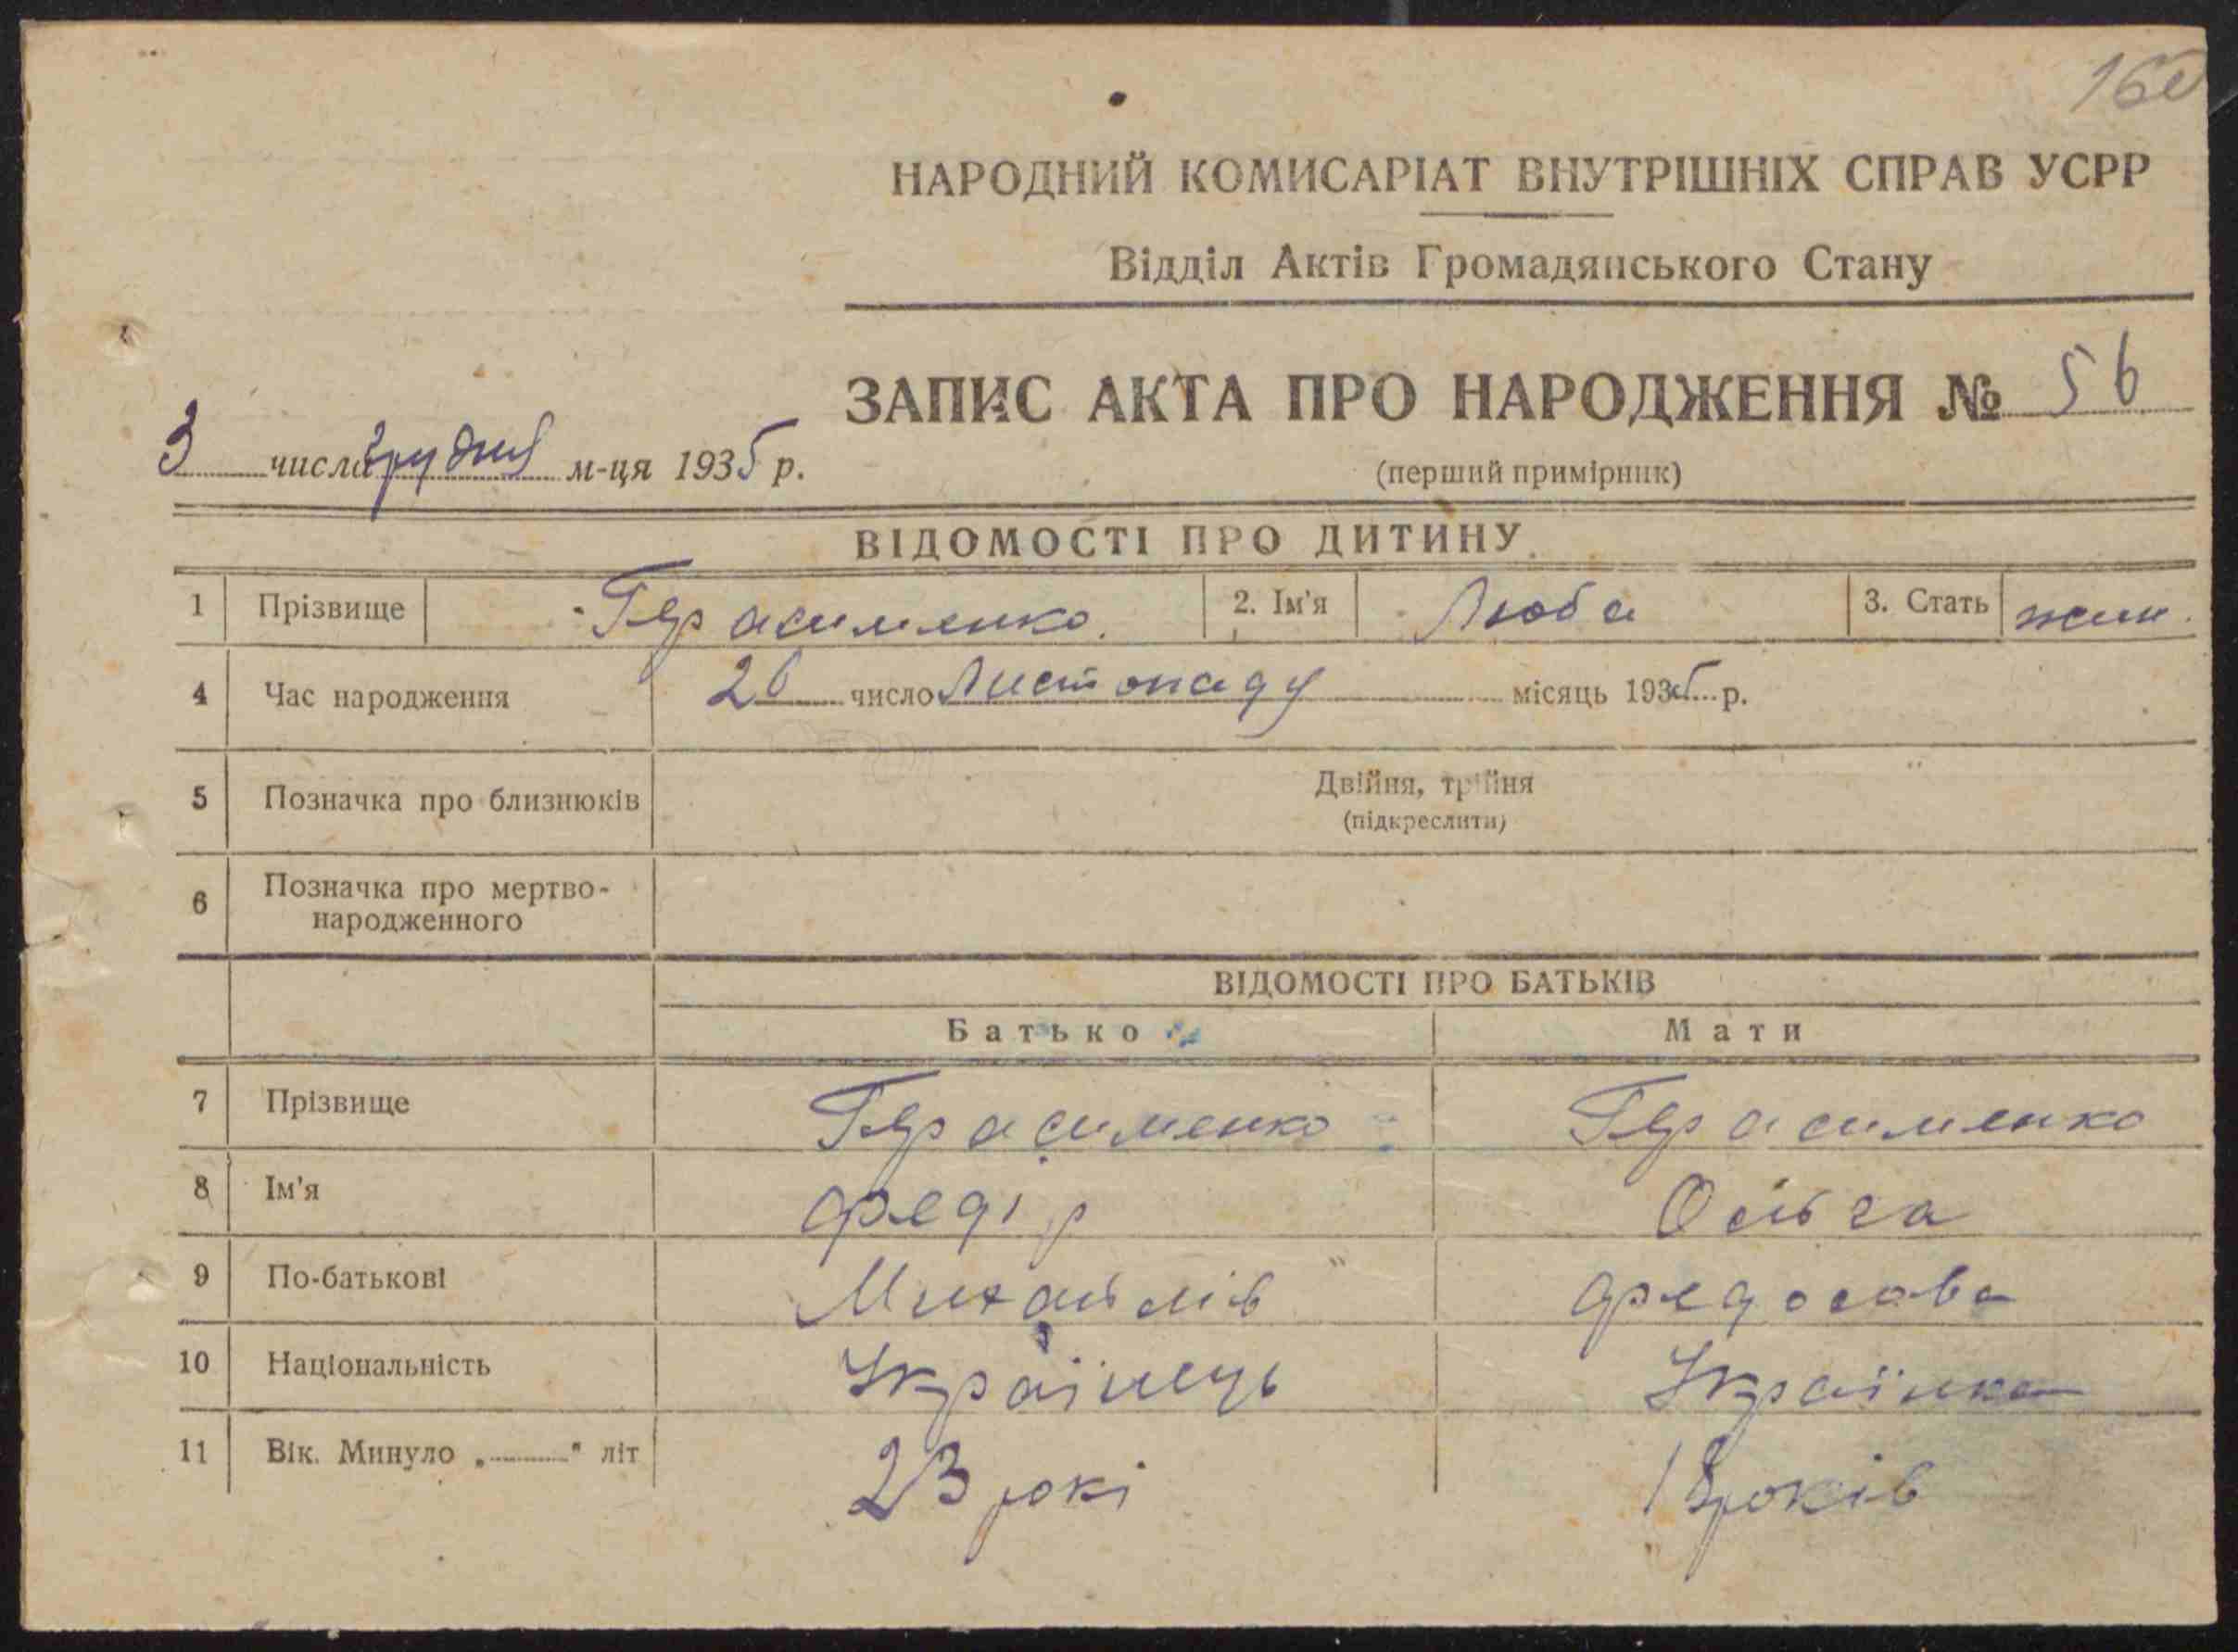 НАРОДНИЙ КОМИСАРІАТ ВНУТРІШНІХ СПРАВ УСРР
Відділ Актів Громадянського Стану
ЗАПИС АКТА ПРО НАРОДЖЕННЯ № 56
3 числа грудня м-ця 1935 р.
(перший примірник)
ВІДОМОСТІ ПРО ДИТИНУ
1 Прізвище Герасименко. 2. Ім'я Люба 3. Стать жін.
4 Час народження 26 число Листопаду місяць 1935 р.
5 Позначка про близнюків Двійня, трійня
(підкреслити)
6 Позначка про мертво-
народженного
ВІДОМОСТІ ПРО БАТЬКІВ
Батько Мати
7 Прізвище Герасименко Герасименко
8 Ім'я Федір Ольга
9 По-батькові Михайлів Федосова
10 Національність Українець Українка
11 Вік. Минуло „ " літ 23 рокі 18 років